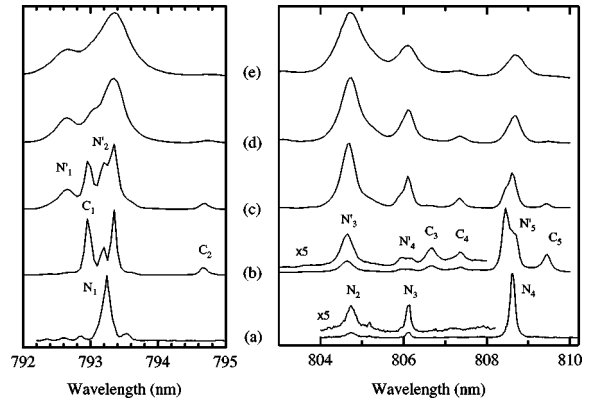 (e)
(d)
N'2
N'1
(c)
C1
C2
N'3
N'4
C3
C4
N'5
C5
x5
(b)
N1
N2
N3
N4
x5
(a)
792 793 794 795 804 806 808 810
Wavelength (nm) Wavelength (nm)